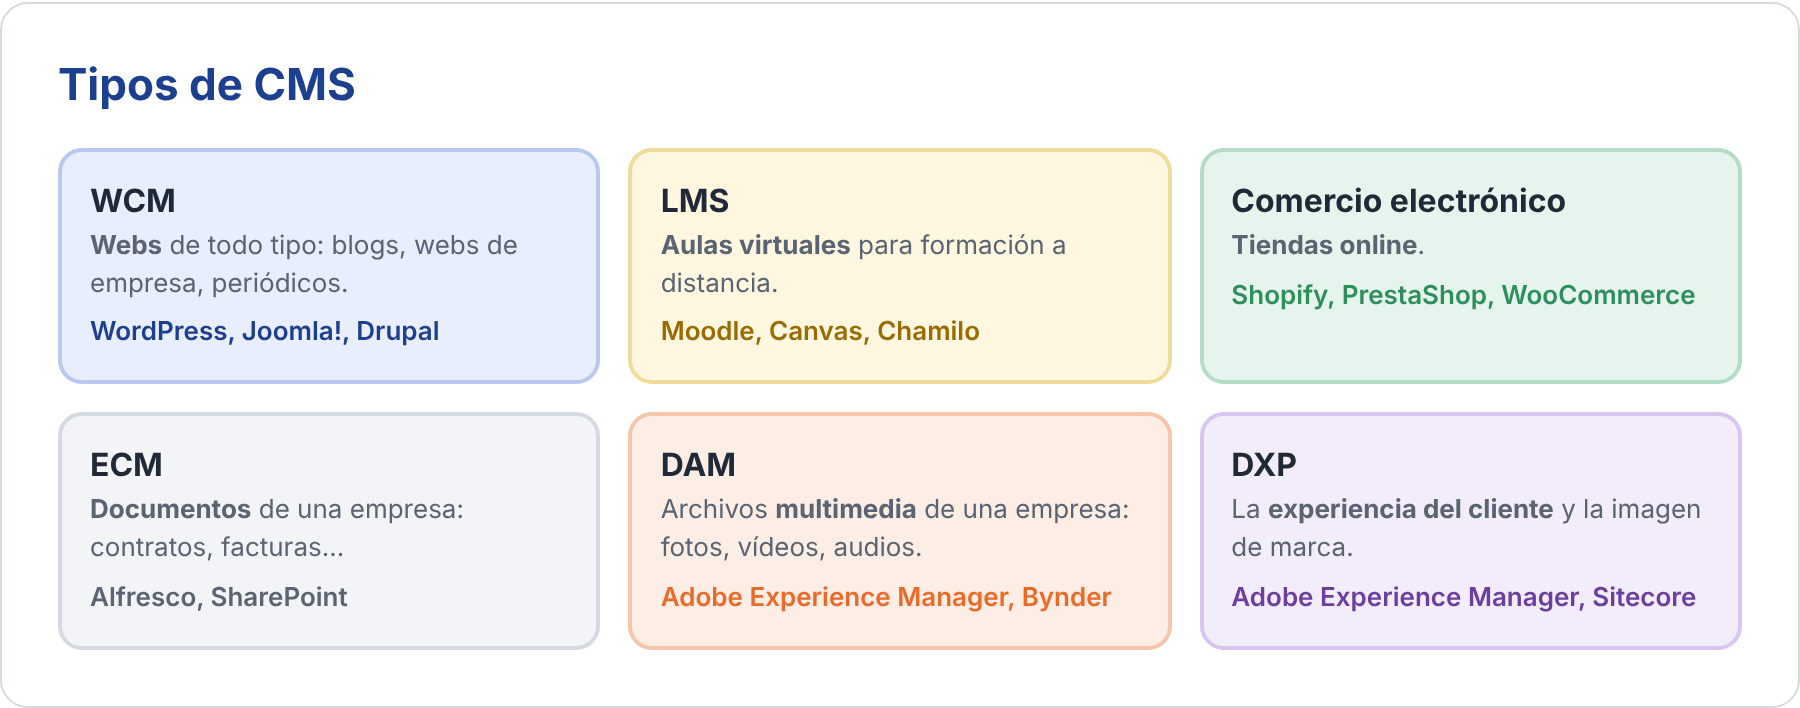 Tipos de CMS
WCM
Webs de todo tipo: blogs, webs de
empresa, periódicos.
WordPress, Joomla!, Drupal
LMS
Aulas virtuales para formación a
distancia.
Moodle, Canvas, Chamilo
Comercio electrónico
Tiendas online.
Shopify, PrestaShop, WooCommerce
ECM
Documentos de una empresa:
contratos, facturas...
Alfresco, SharePoint
DAM
Archivos multimedia de una empresa:
fotos, vídeos, audios.
Adobe Experience Manager, Bynder
DXP
La experiencia del cliente y la imagen
de marca.
Adobe Experience Manager, Sitecore